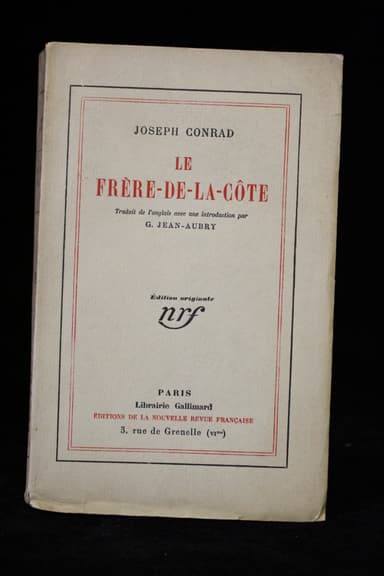 JOSEPH CONRAD
LE
FRÈRE-DE-LA-CÔTE
Traduit de l'anglais avec une introduction par
G. JEAN-AUBRY
Édition originale
nrf
PARIS
Librairie Gallimard
ÉDITIONS DE LA NOUVELLE REVUE FRANÇAISE
3, rue de Grenelle (VIme)